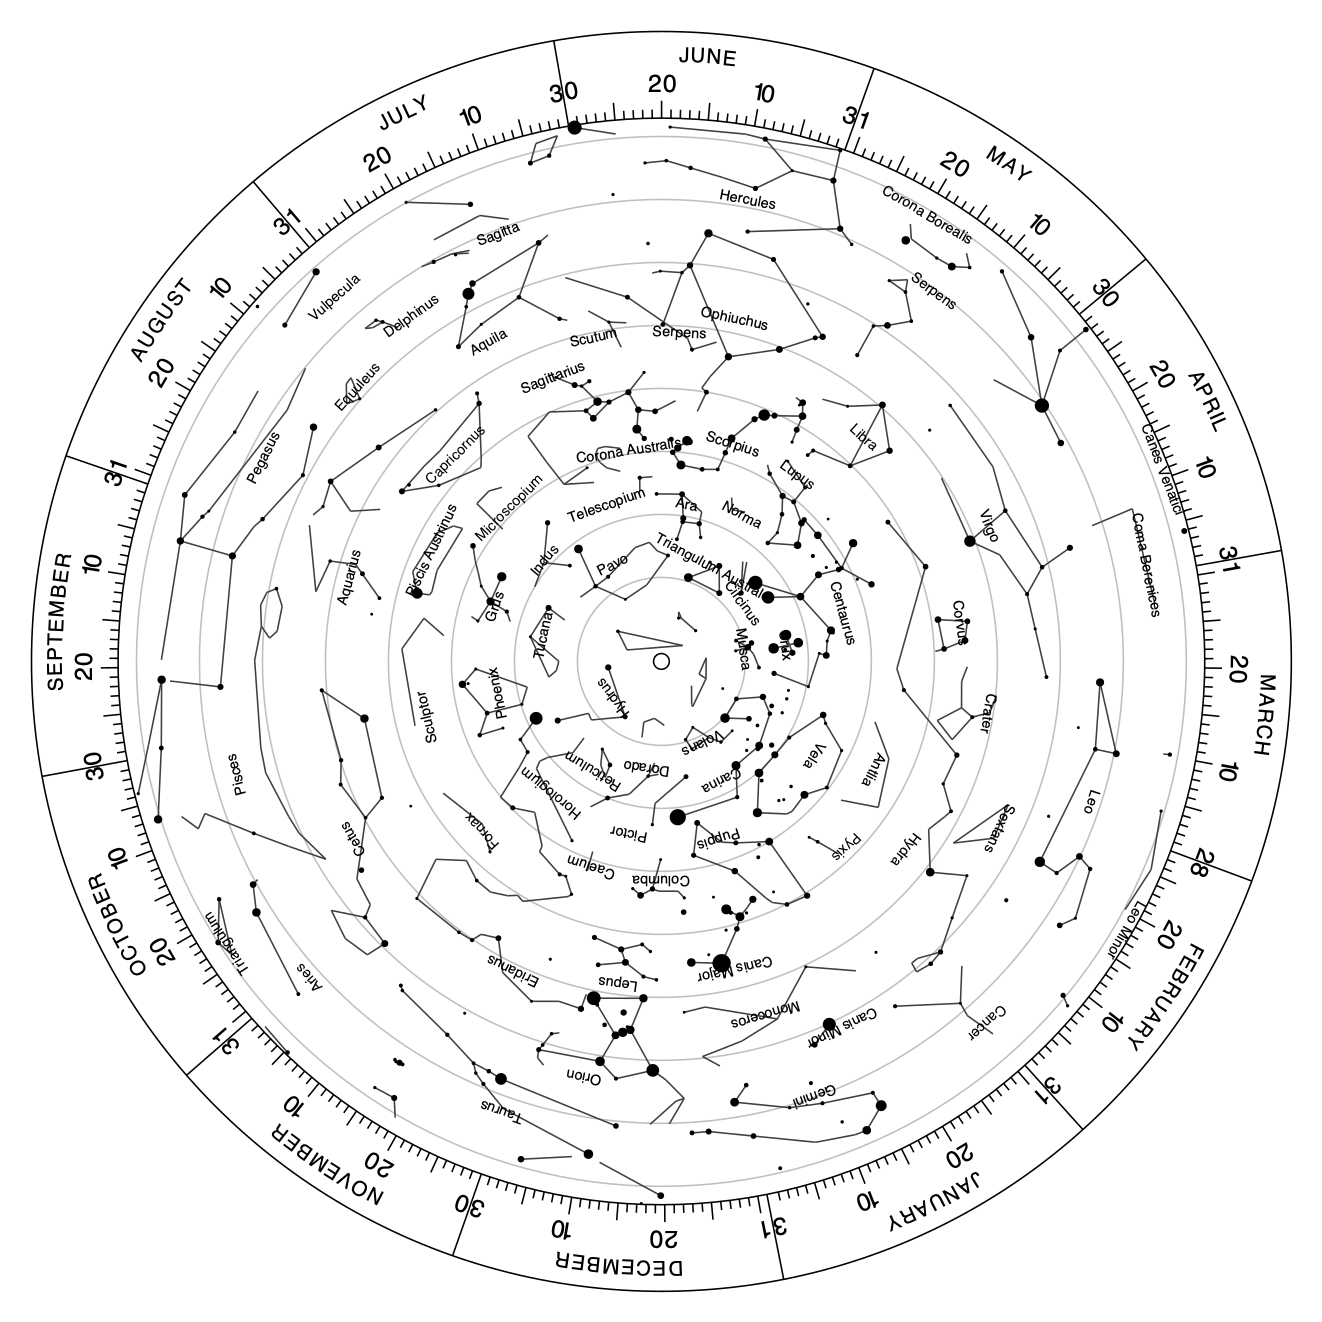 JUNE
20
10
31
MAY
20
10
30
APRIL
20
10
31
MARCH
20
10
28
FEBRUARY
20
10
31
JANUARY
20
10
31
DECEMBER
20
10
30
NOVEMBER
20
10
31
OCTOBER
20
10
30
SEPTEMBER
20
10
31
AUGUST
20
10
31
JULY
20
10
30
Hercules
Corona Borealis
Sagitta
Serpens
Vulpecula
Delphinus
Aquila
Scutum
Serpens
Ophiuchus
Equuleus
Sagittarius
Pegasus
Capricornus
Corona Australis
Scorpius
Libra
Lupus
Canes Venatici
Microscopium
Telescopium
Ara
Norma
Virgo
Coma Berenices
Piscis Austrinus
Indus
Pavo
Triangulum Austral
Circinus
Aquarius
Grus
Tucana
Musca
Crux
Centaurus
Corvus
Sculptor
Phoenix
Hydrus
Volans
Crater
Pisces
Reticulum
Dorado
Carina
Vela
Antlia
Leo
Horologium
Cetus
Fornax
Pictor
Puppis
Pyxis
Hydra
Sextans
Caelum
Columba
Triangulum
Aries
Eridanus
Lepus
Canis Major
Leo Minor
Monoceros
Canis Minor
Cancer
Orion
Taurus
Gemini